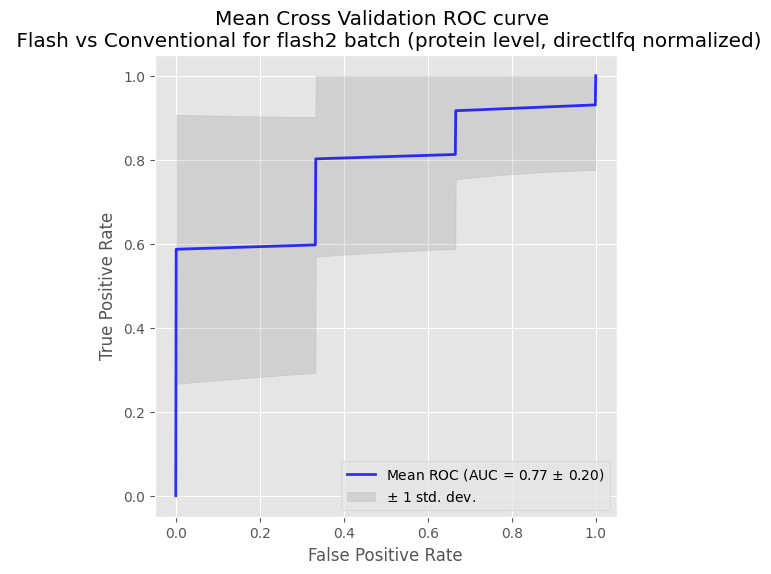 Mean Cross Validation ROC curve
Flash vs Conventional for flash2 batch (protein level, directlfq normalized)
1.0
0.8
0.6
0.4
0.2
0.0
True Positive Rate
Mean ROC (AUC = 0.77 ± 0.20)
± 1 std. dev.
0.0 0.2 0.4 0.6 0.8 1.0
False Positive Rate